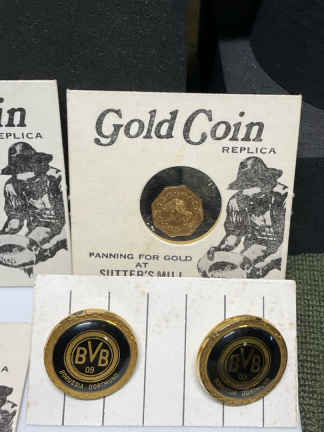 in
REPLICA
Gold Coin
REPLICA
PANNING FOR GOLD
AT
SUTTER'S MILL
BVB
09
BORUSSIA DORTMUND
BVB
09
BORUSSIA DORTMUND